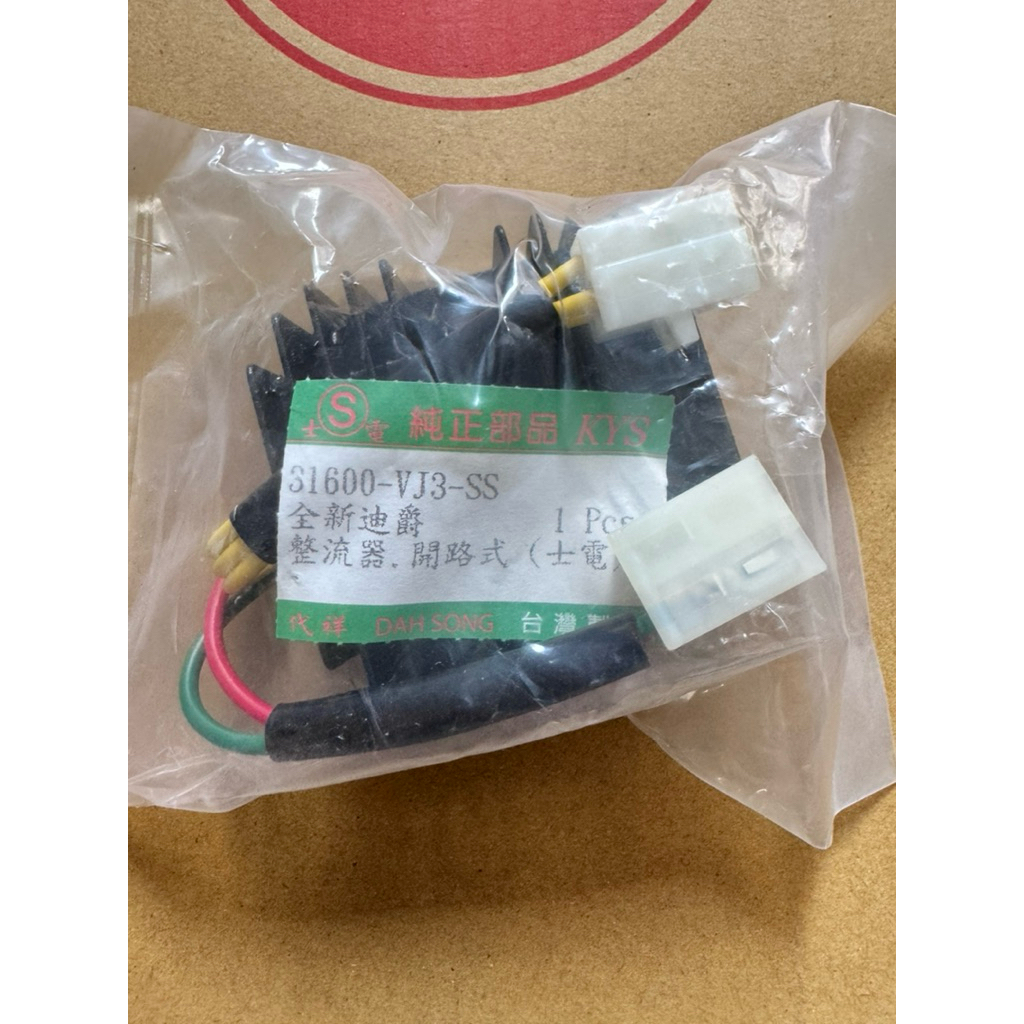 士 S 電 純正部品 KYS
31600-VJ3-SS
全新迪爵 1 Pcs
整流器.開路式(士電
代祥 DAH SONG 台灣製